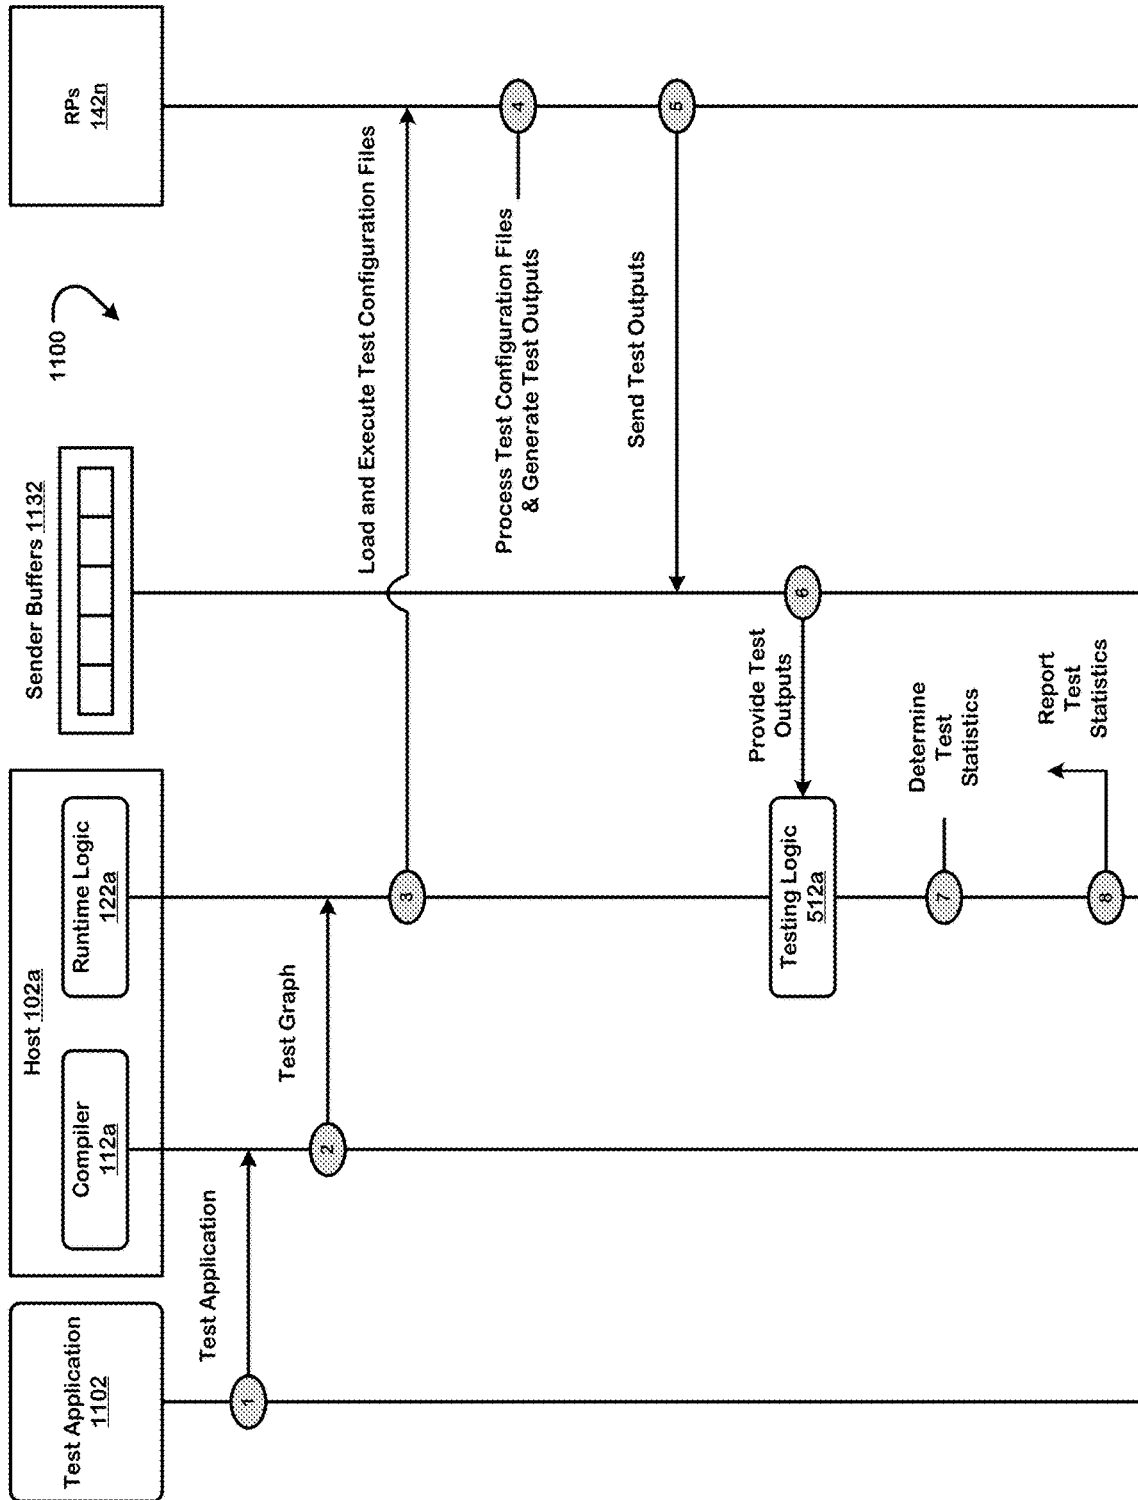 Test Application
1102
Host 102a
Compiler
112a
Runtime Logic
122a
Sender Buffers 1132
1100
RPs
142n
Test Application
1
Test Graph
2
Load and Execute Test Configuration Files
3
Process Test Configuration Files
& Generate Test Outputs
4
Send Test Outputs
5
Provide Test
Outputs
6
Testing Logic
512a
Determine
Test
Statistics
7
Report
Test
Statistics
8